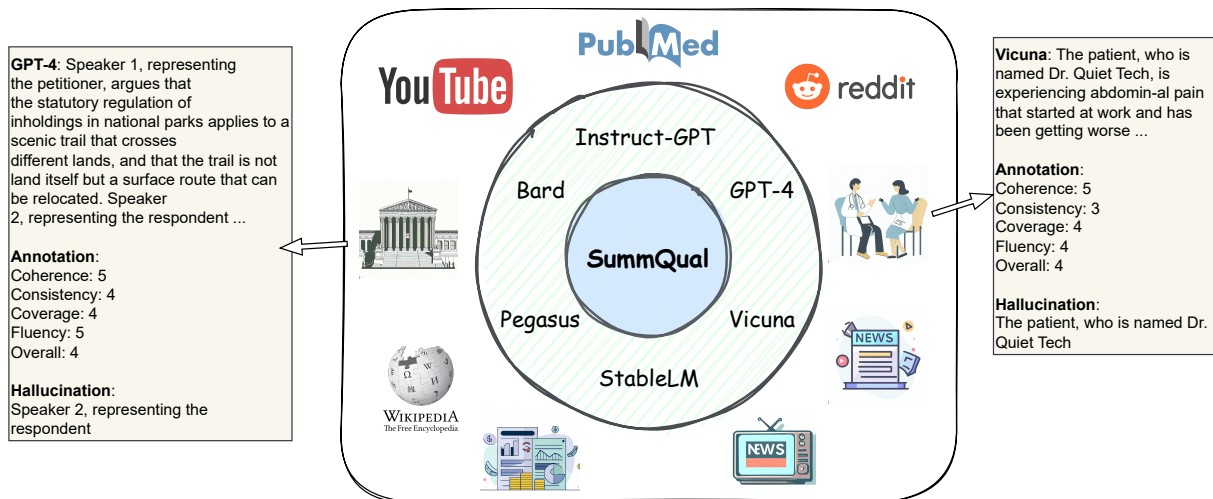 GPT-4: Speaker 1, representing
the petitioner, argues that
the statutory regulation of
inholdings in national parks applies to a
scenic trail that crosses
different lands, and that the trail is not
land itself but a surface route that can
be relocated. Speaker
2, representing the respondent ...
Annotation:
Coherence: 5
Consistency: 4
Coverage: 4
Fluency: 5
Overall: 4
Hallucination:
Speaker 2, representing the
respondent
PubMed
YouTube
reddit
Instruct-GPT
Bard
GPT-4
SummQual
Pegasus
Vicuna
StableLM
NEWS
WIKIPEDIA
The Free Encyclopedia
NEWS
Vicuna: The patient, who is
named Dr. Quiet Tech, is
experiencing abdomin-al pain
that started at work and has
been getting worse ...
Annotation:
Coherence: 5
Consistency: 3
Coverage: 4
Fluency: 4
Overall: 4
Hallucination:
The patient, who is named Dr.
Quiet Tech